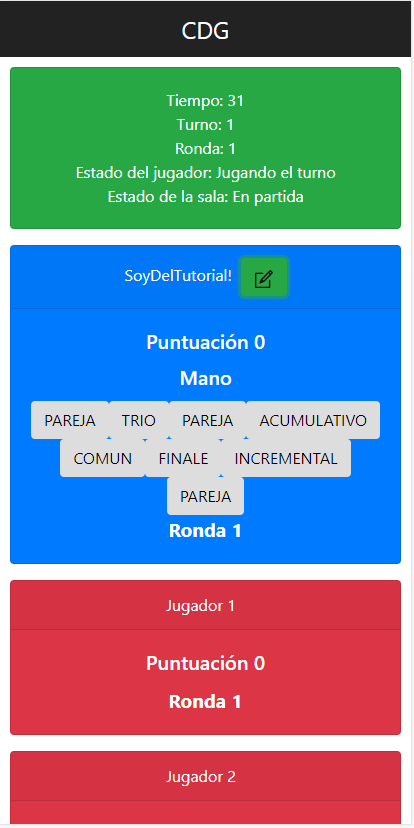 CDG
Tiempo: 31
Turno: 1
Ronda: 1
Estado del jugador: Jugando el turno
Estado de la sala: En partida
SoyDelTutorial!
Puntuación 0
Mano
PAREJA TRIO PAREJA ACUMULATIVO
COMUN FINALE INCREMENTAL
PAREJA
Ronda 1
Jugador 1
Puntuación 0
Ronda 1
Jugador 2